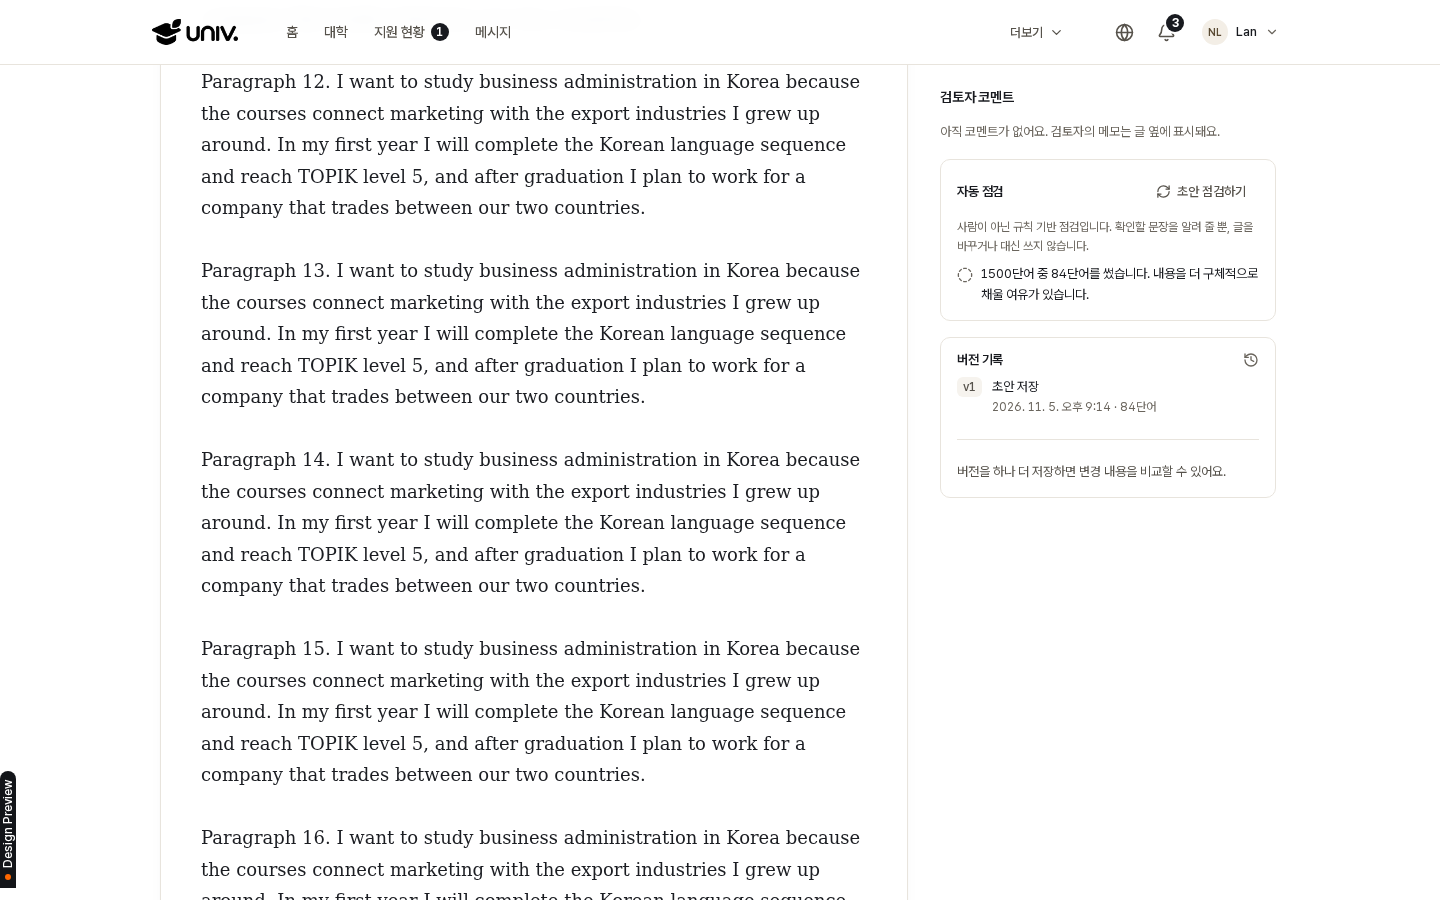 UNIV.
홈
대학
지원 현황 1
메시지
더보기
3
NL
Lan
Paragraph 12. I want to study business administration in Korea because
the courses connect marketing with the export industries I grew up
around. In my first year I will complete the Korean language sequence
and reach TOPIK level 5, and after graduation I plan to work for a
company that trades between our two countries.
Paragraph 13. I want to study business administration in Korea because
the courses connect marketing with the export industries I grew up
around. In my first year I will complete the Korean language sequence
and reach TOPIK level 5, and after graduation I plan to work for a
company that trades between our two countries.
Paragraph 14. I want to study business administration in Korea because
the courses connect marketing with the export industries I grew up
around. In my first year I will complete the Korean language sequence
and reach TOPIK level 5, and after graduation I plan to work for a
company that trades between our two countries.
Paragraph 15. I want to study business administration in Korea because
the courses connect marketing with the export industries I grew up
around. In my first year I will complete the Korean language sequence
and reach TOPIK level 5, and after graduation I plan to work for a
company that trades between our two countries.
Paragraph 16. I want to study business administration in Korea because
the courses connect marketing with the export industries I grew up
around. In my first year I will complete the Korean language sequence
검토자 코멘트
아직 코멘트가 없어요. 검토자의 메모는 글 옆에 표시돼요.
자동 점검
초안 점검하기
사람이 아닌 규칙 기반 점검입니다. 확인할 문장을 알려 줄 뿐, 글을
바꾸거나 대신 쓰지 않습니다.
1500단어 중 84단어를 썼습니다. 내용을 더 구체적으로
채울 여유가 있습니다.
버전 기록
v1 초안 저장
2026. 11. 5. 오후 9:14 · 84단어
버전을 하나 더 저장하면 변경 내용을 비교할 수 있어요.
Design Preview